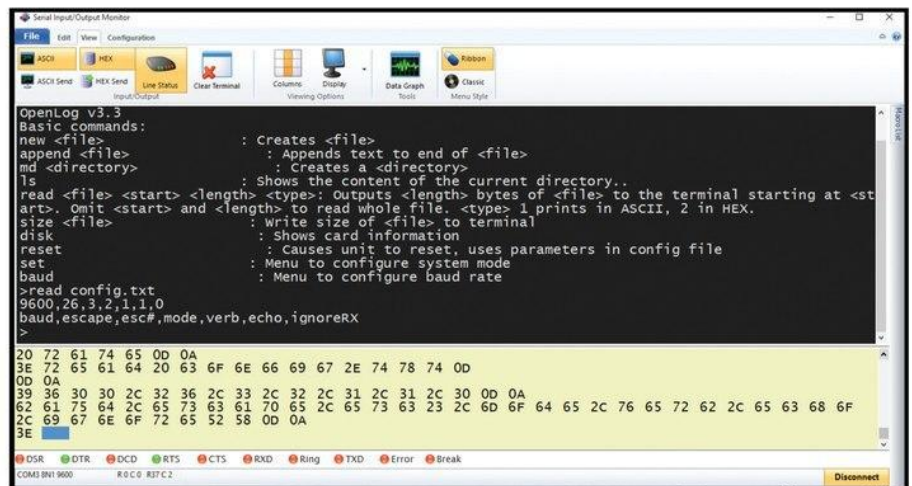 Serial Input/Output Monitor
File Edit View Configuration
ASCII HEX Ribbon
ASCII Send HEX Send Line Status Clear Terminal Columns Display Data Graph Classic
Input/Output Viewing Options Tools Menu Style
Macro List
OpenLog v3.3
Basic commands:
new <file> : Creates <file>
append <file> : Appends text to end of <file>
md <directory> : Creates a <directory>
ls : Shows the content of the current directory..
read <file> <start> <length> <type>: Outputs <length> bytes of <file> to the terminal starting at <st
art>. Omit <start> and <length> to read whole file. <type> 1 prints in ASCII, 2 in HEX.
size <file> : Write size of <file> to terminal
disk : Shows card information
reset : Causes unit to reset, uses parameters in config file
set : Menu to configure system mode
baud : Menu to configure baud rate
>read config.txt
9600,26,3,2,1,1,0
baud,escape,esc#,mode,verb,echo,ignoreRX
>
20 72 61 74 65 0D 0A
3E 72 65 61 64 20 63 6F 6E 66 69 67 2E 74 78 74 0D
0D 0A
39 36 30 30 2C 32 36 2C 33 2C 32 2C 31 2C 31 2C 30 0D 0A
62 61 75 64 2C 65 73 63 61 70 65 2C 65 73 63 23 2C 6D 6F 64 65 2C 76 65 72 62 2C 65 63 68 6F
2C 69 67 6E 6F 72 65 52 58 0D 0A
3E
DSR DTR DCD RTS CTS RXD Ring TXD Error Break
COM3 8N1 9600 R 0 C 0 R37 C 2 Disconnect